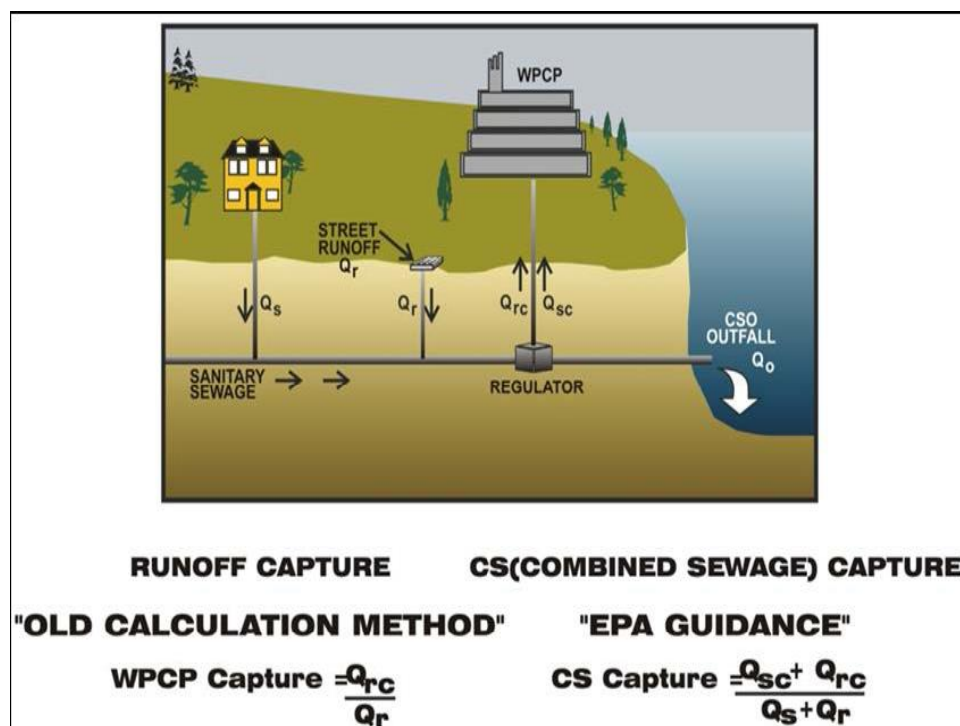 WPCP
STREET
RUNOFF
Qr
Qs
Qr
Qrc
Qsc
CSO
OUTFALL
Qo
SANITARY
SEWAGE
REGULATOR
RUNOFF CAPTURE
CS(COMBINED SEWAGE) CAPTURE
"OLD CALCULATION METHOD"
"EPA GUIDANCE"
WPCP Capture =Qrc
Qr
CS Capture =Qsc+ Qrc
Qs+Qr